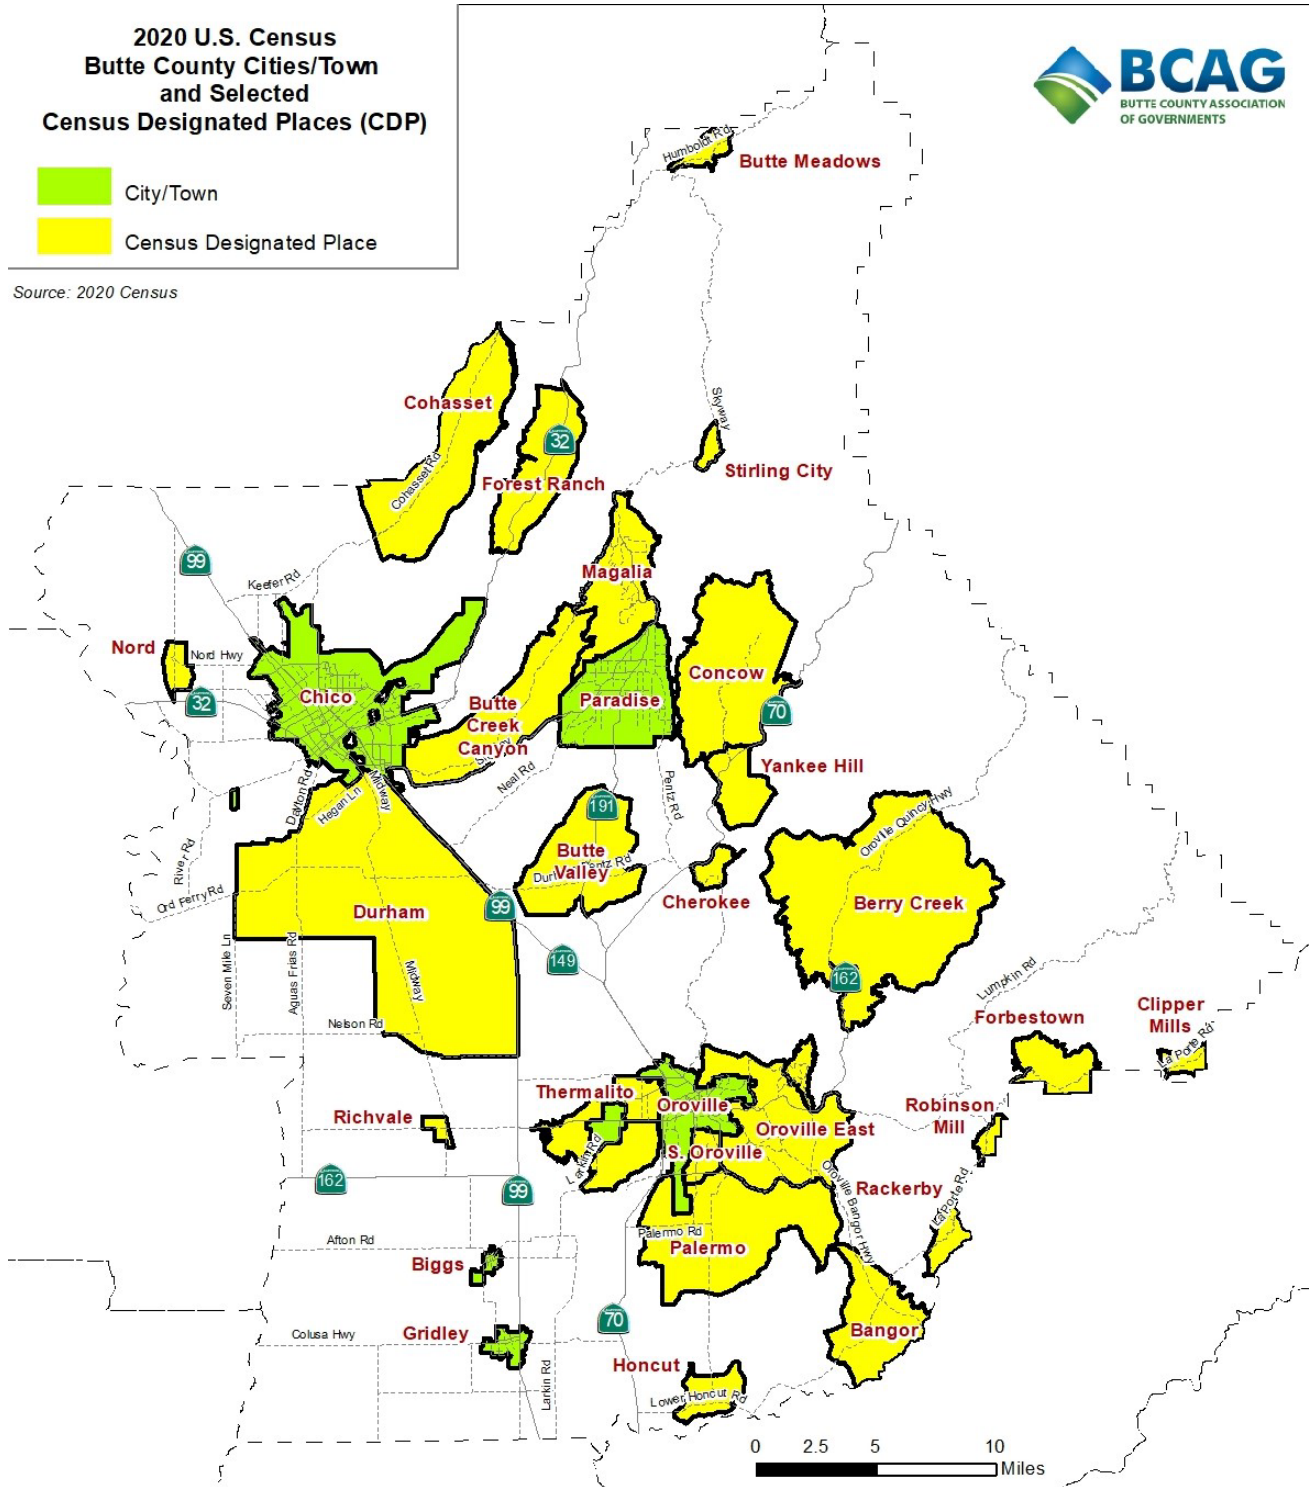 2020 U.S. Census
Butte County Cities/Town
and Selected
Census Designated Places (CDP)
City/Town
Census Designated Place
Source: 2020 Census
BCAG
BUTTE COUNTY ASSOCIATION
OF GOVERNMENTS
Humboldt Rd
Butte Meadows
Skyway
Cohasset
Cohasset Rd
32
Forest Ranch
Stirling City
99
Keefer Rd
Magalia
Nord
Nord Hwy
32
Chico
Butte
Creek
Canyon
Paradise
Concow
70
Yankee Hill
Neal Rd
Pentz Rd
Midway
Hegan Ln
Dayton Rd
River Rd
Ord Ferry Rd
191
Butte
Valley
Cherokee
Oroville Quincy Hwy
Berry Creek
Durham
99
149
162
Seven Mile Ln
Aguas Frias Rd
Midway
Nelson Rd
Lumpkin Rd
Forbestown
Clipper
Mills
La Porte Rd
Thermalito
Oroville
Richvale
Larkin Rd
S. Oroville
Oroville East
Robinson
Mill
162
99
Rackerby
La Porte Rd
Oroville Bangor Hwy
Afton Rd
Palermo Rd
Palermo
Biggs
70
Colusa Hwy
Gridley
Bangor
Honcut
Larkin Rd
Lower Honcut Rd
0 2.5 5 10
Miles